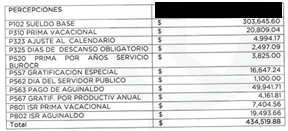 PERCEPCIONES
P102 SUELDO BASE $ 303,645.60
P310 PRIMA VACACIONAL $ 20,809.04
P323 AJUSTE AL CALENDARIO $ 4,994.17
P325 DIAS DE DESCANSO OBLIGATORIO $ 2,497.09
P520 PRIMA POR AÑOS SERVICIO $ 3,825.00
BUROCR
P557 GRATIFICACION ESPECIAL $ 16,647.24
P562 DIA DEL SERVIDOR PUBLICO $ 1,100.00
P563 PAGO DE AGUINALDO $ 49,941.71
P567 GRATIF. POR PRODUCTIV ANUAL $ 4,161.81
P801 ISR PRIMA VACACIONAL $ 7,404.56
P802 ISR AGUINALDO $ 19,493.66
Total $ 434,519.88